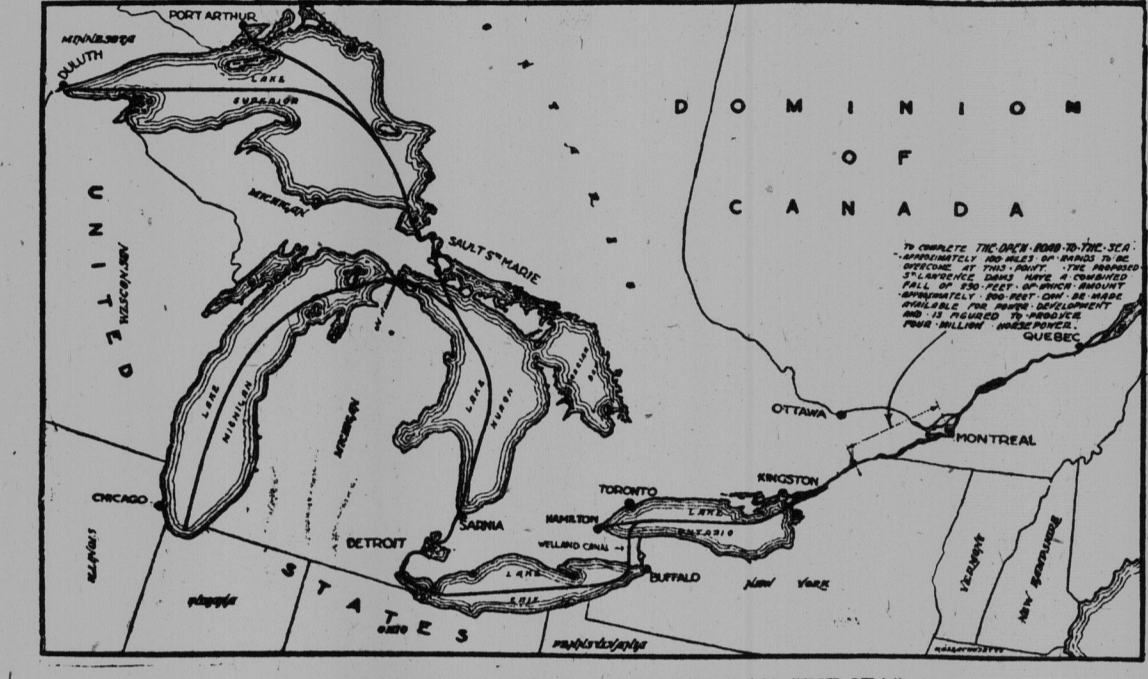 PORT ARTHUR
MINNESOTA
DULUTH
LAKE
SUPERIOR
DOMINION
OF
CANADA
MICHIGAN
SAULT STE MARIE
UNITED
WISCONSIN
TO COMPLETE THE OPEN ROAD TO THE SEA
APPROXIMATELY 100 MILES OF RAPIDS TO BE
OVERCOME AT THIS POINT. THE PROPOSED
ST LAWRENCE DAMS HAVE A COMBINED
FALL OF 230 FEET OF WHICH AMOUNT
APPROXIMATELY 200 FEET CAN BE MADE
AVAILABLE FOR POWER DEVELOPMENT
AND IS FIGURED TO PRODUCE
FOUR MILLION HORSEPOWER.
QUEBEC
LAKE
MICHIGAN
MICHIGAN
LAKE
HURON
OTTAWA
MONTREAL
KINGSTON
CHICAGO
TORONTO
SARNIA
HAMILTON
LAKE
ONTARIO
DETROIT
WELLAND CANAL →
BUFFALO
LAKE
ERIE
NEW YORK
VERMONT
NEW HAMPSHIRE
ILLINOIS
INDIANA
STATES
OHIO
PENNSYLVANIA
MASSACHUSETTS